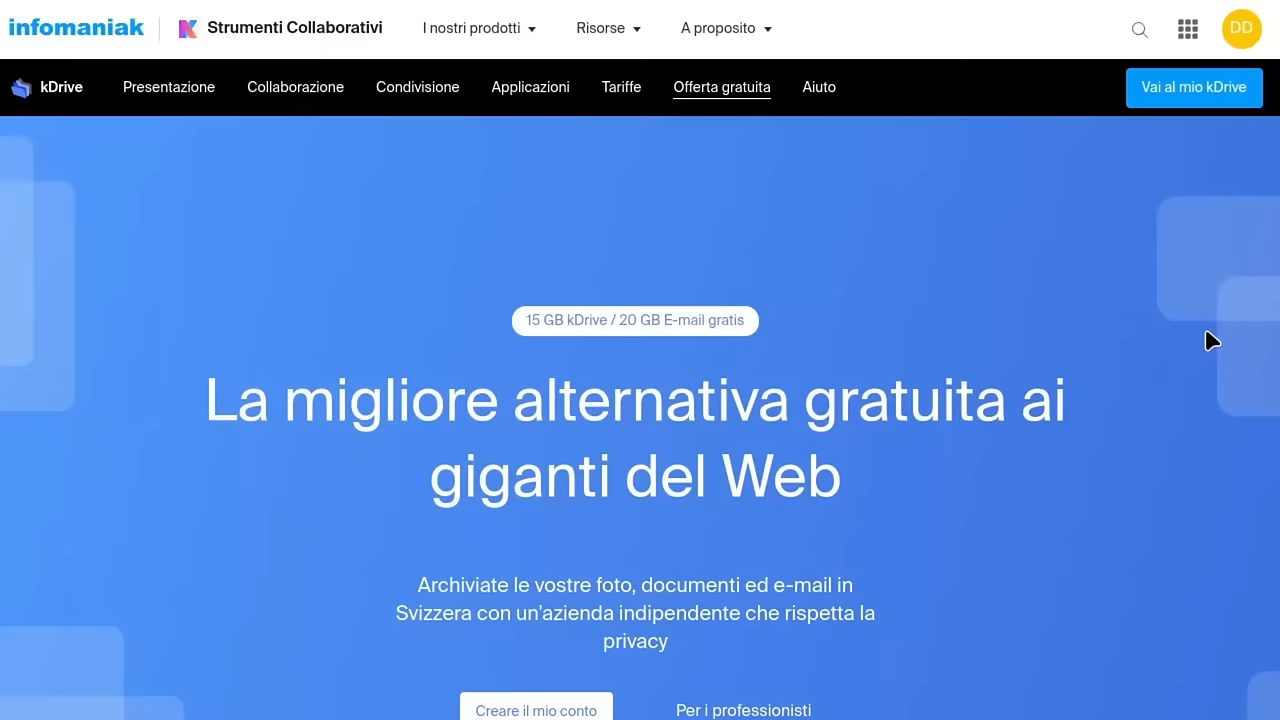 infomaniak Strumenti Collaborativi I nostri prodotti Risorse A proposito DD
kDrive Presentazione Collaborazione Condivisione Applicazioni Tariffe Offerta gratuita Aiuto Vai al mio kDrive
15 GB kDrive / 20 GB E-mail gratis
La migliore alternativa gratuita ai
giganti del Web
Archiviate le vostre foto, documenti ed e-mail in
Svizzera con un'azienda indipendente che rispetta la
privacy
Creare il mio conto Per i professionisti